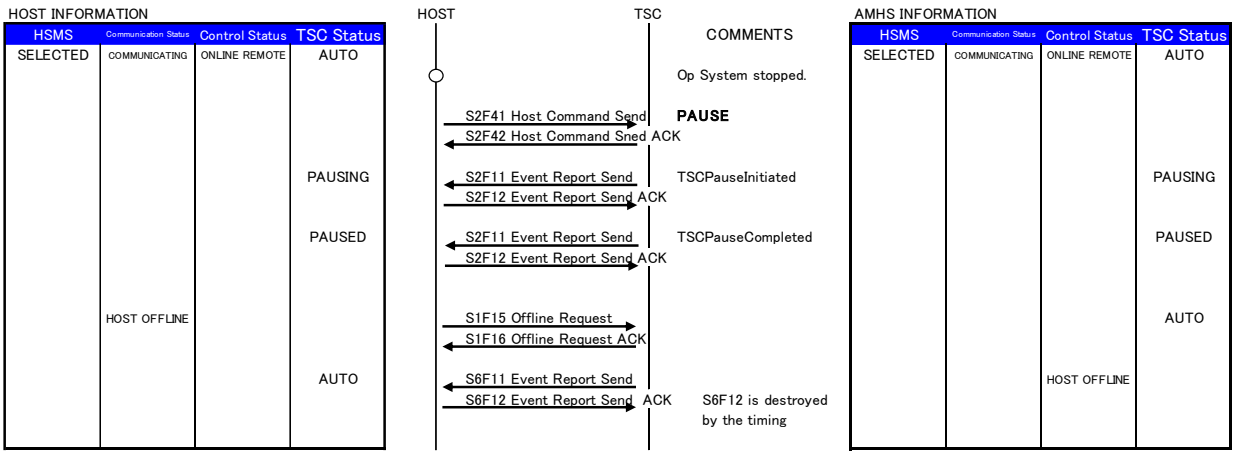 HOST INFORMATION HOST TSC AMHS INFORMATION
HSMS Communication Status Control Status TSC Status COMMENTS HSMS Communication Status Control Status TSC Status
SELECTED COMMUNICATING ONLINE REMOTE AUTO SELECTED COMMUNICATING ONLINE REMOTE AUTO
Op System stopped.
S2F41 Host Command Send PAUSE
S2F42 Host Command Sned ACK
PAUSING S2F11 Event Report Send TSCPauseInitiated PAUSING
S2F12 Event Report Send ACK
PAUSED S2F11 Event Report Send TSCPauseCompleted PAUSED
S2F12 Event Report Send ACK
HOST OFFLINE S1F15 Offline Request AUTO
S1F16 Offline Request ACK
AUTO S6F11 Event Report Send HOST OFFLINE
S6F12 Event Report Send ACK S6F12 is destroyed
by the timing